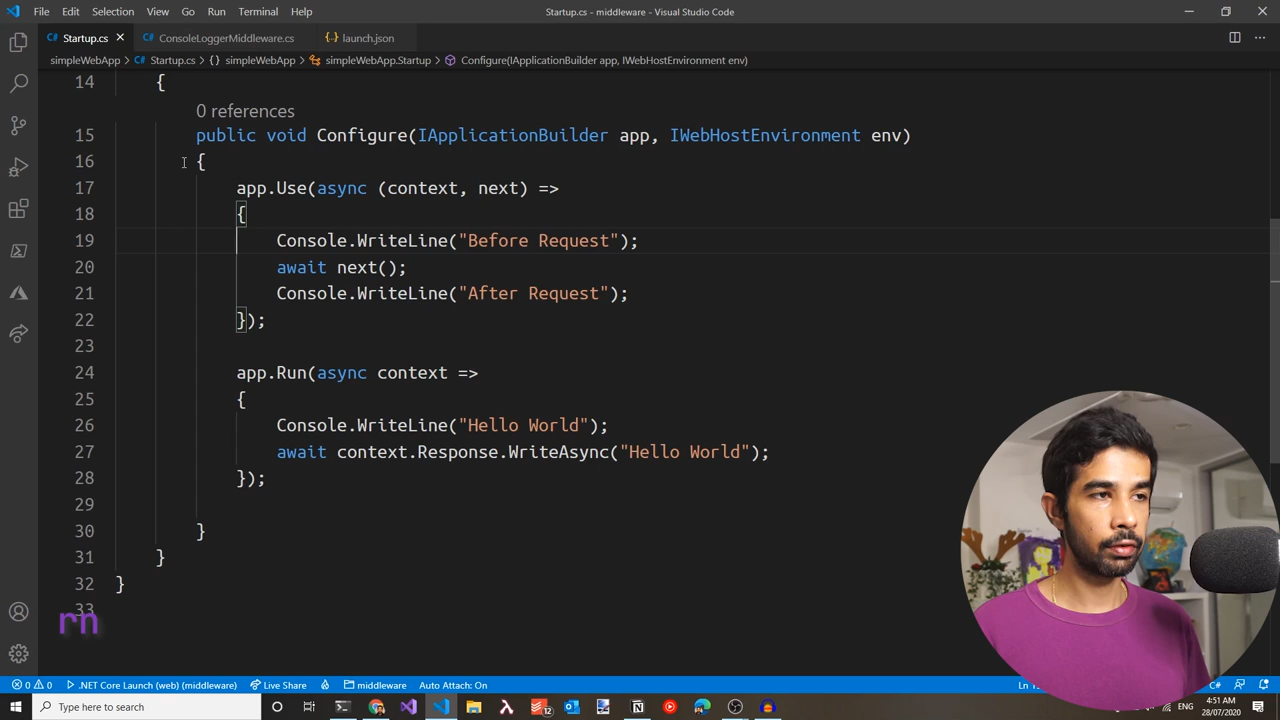 File Edit Selection View Go Run Terminal Help Startup.cs - middleware - Visual Studio Code
Startup.cs ConsoleLoggerMiddleware.cs launch.json
simpleWebApp > Startup.cs > {} simpleWebApp > simpleWebApp.Startup > Configure(IApplicationBuilder app, IWebHostEnvironment env)
14 {
0 references
15 public void Configure(IApplicationBuilder app, IWebHostEnvironment env)
16 {
17 app.Use(async (context, next) =>
18 {
19 Console.WriteLine("Before Request");
20 await next();
21 Console.WriteLine("After Request");
22 });
23
24 app.Run(async context =>
25 {
26 Console.WriteLine("Hello World");
27 await context.Response.WriteAsync("Hello World");
28 });
29
30 }
31 }
32 }
33
rn
0 0 .NET Core Launch (web) (middleware) Live Share middleware Auto Attach: On C#
Type here to search 12 ENG 4:51 AM
28/07/2020